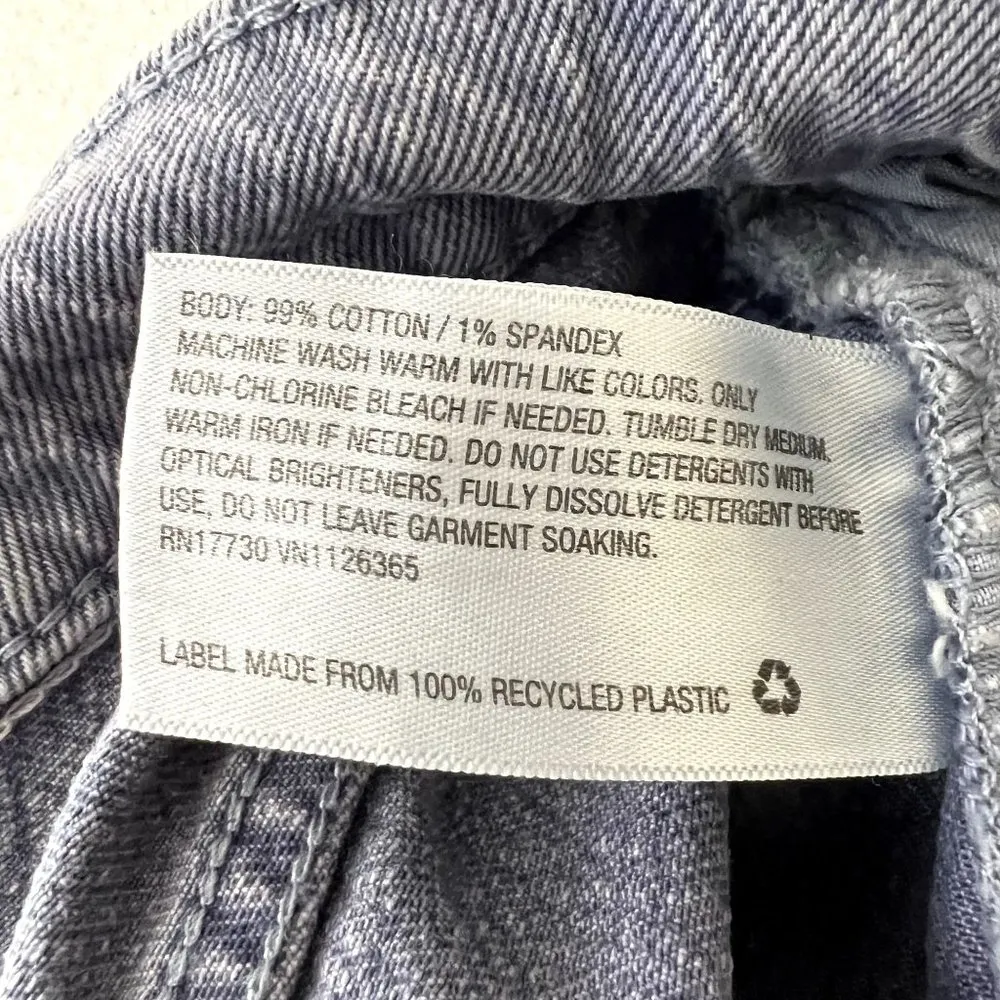 BODY: 99% COTTON / 1% SPANDEX
MACHINE WASH WARM WITH LIKE COLORS. ONLY
NON-CHLORINE BLEACH IF NEEDED. TUMBLE DRY MEDIUM.
WARM IRON IF NEEDED. DO NOT USE DETERGENTS WITH
OPTICAL BRIGHTENERS, FULLY DISSOLVE DETERGENT BEFORE
USE, DO NOT LEAVE GARMENT SOAKING.
RN17730 VN1126365
LABEL MADE FROM 100% RECYCLED PLASTIC